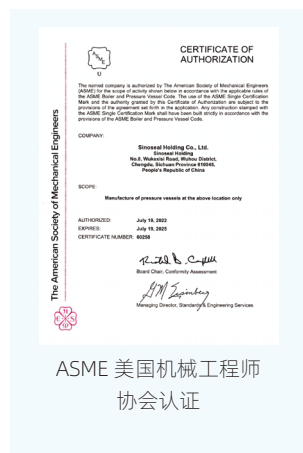 CERTIFICATE OF
AUTHORIZATION
ASME
U
The named company is authorized by The American Society of Mechanical Engineers
(ASME) for the scope of activity shown below in accordance with the applicable rules of
the ASME Boiler and Pressure Vessel Code. The use of the ASME Single Certification
Mark and the authority granted by this Certificate of Authorization are subject to the
provisions of the agreement set forth in the application. Any construction stamped with
the ASME Single Certification Mark shall have been built strictly in accordance with the
provisions of the ASME Boiler and Pressure Vessel Code.
COMPANY:
Sinoseal Holding Co., Ltd.
Sinoseal Holding
No.8, Wukexisi Road, Wuhou District,
Chengdu, Sichuan Province 610045,
People's Republic of China
SCOPE:
Manufacture of pressure vessels at the above location only
AUTHORIZED: July 19, 2022
EXPIRES: July 19, 2025
CERTIFICATE NUMBER: 60258
Board Chair, Conformity Assessment
Managing Director, Standards & Engineering Services
The American Society of Mechanical Engineers
ASME 美国机械工程师
协会认证